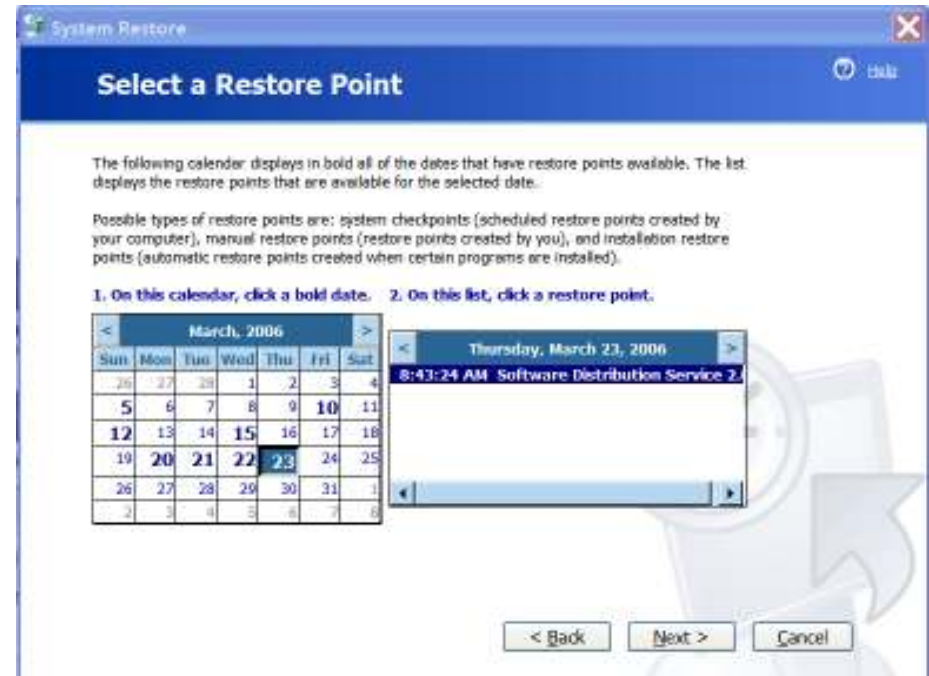 System Restore
Select a Restore Point
Help
The following calendar displays in bold all of the dates that have restore points available. The list
displays the restore points that are available for the selected date.
Possible types of restore points are: system checkpoints (scheduled restore points created by
your computer), manual restore points (restore points created by you), and installation restore
points (automatic restore points created when certain programs are installed).
1. On this calendar, click a bold date. 2. On this list, click a restore point.
< March, 2006 >
Sun Mon Tue Wed Thu Fri Sat
26 27 28 1 2 3 4
5 6 7 8 9 10 11
12 13 14 15 16 17 18
19 20 21 22 23 24 25
26 27 28 29 30 31 1
2 3 4 5 6 7 8
< Thursday, March 23, 2006 >
8:43:24 AM Software Distribution Service 2.
< Back Next > Cancel